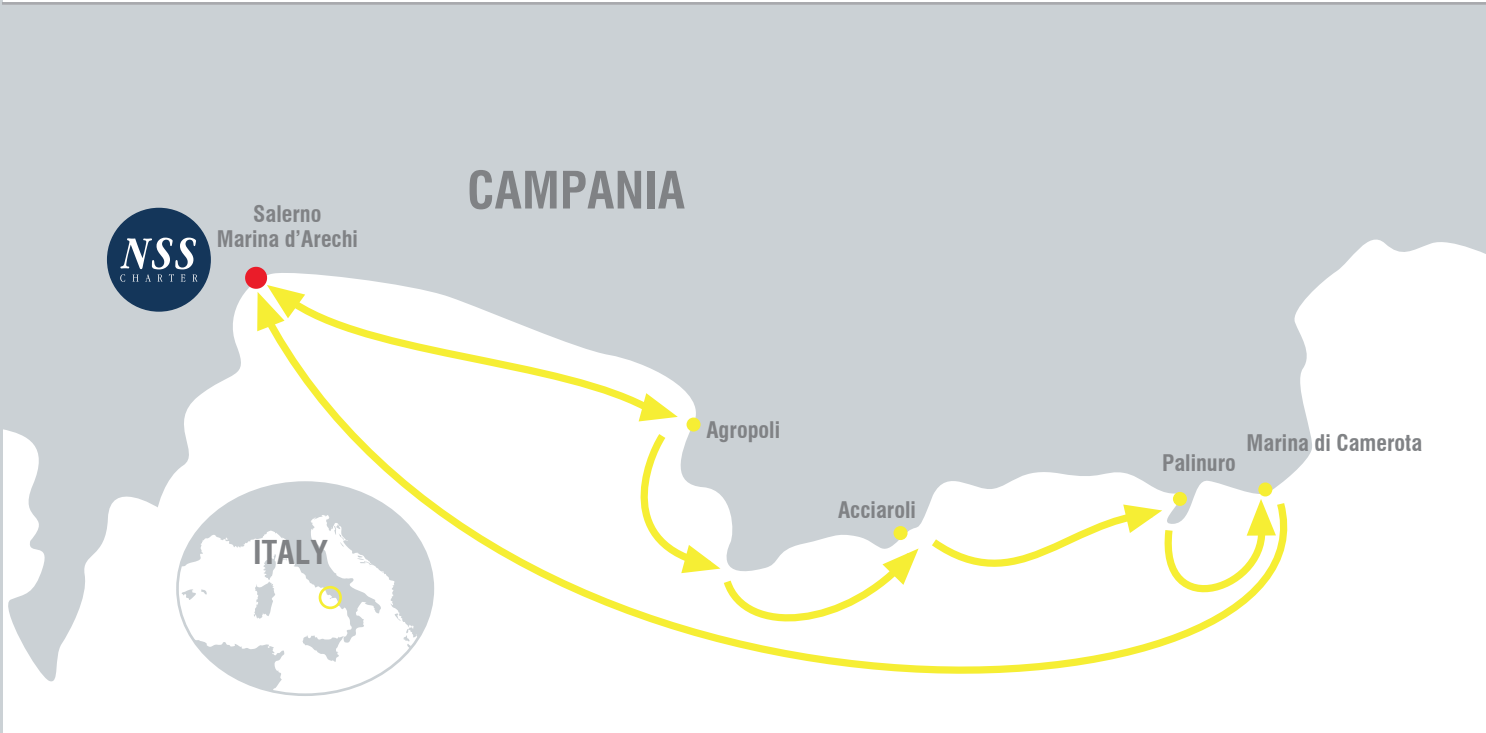 CAMPANIA
Salerno
Marina d’Arechi
NSS
CHARTER
Agropoli
Acciaroli
Palinuro
Marina di Camerota
ITALY